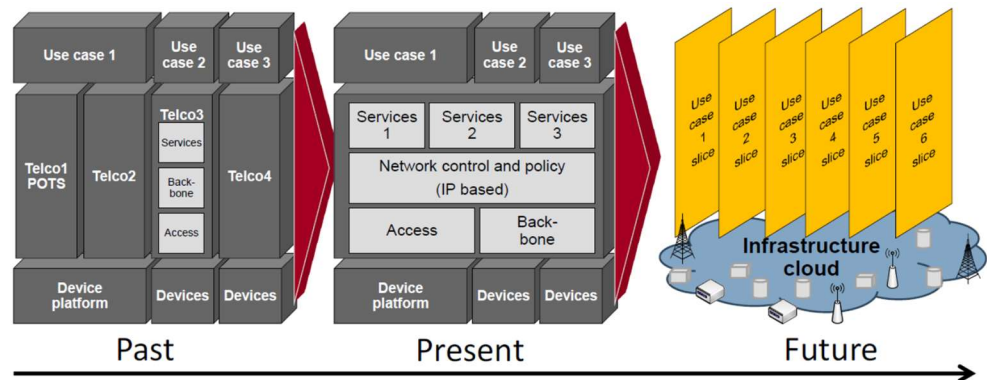 Use case 1
Use
case 2
Use
case 3
Telco1
POTS
Telco2
Telco3
Services
Back-
bone
Access
Telco4
Device
platform
Devices
Devices
Past
Use case 1
Use
case 2
Use
case 3
Services
1
Services
2
Services
3
Network control and policy
(IP based)
Access
Back-
bone
Device
platform
Devices
Devices
Present
Use
case
1
slice
Use
case
2
slice
Use
case
3
slice
Use
case
4
slice
Use
case
5
slice
Use
case
6
slice
Infrastructure
cloud
Future